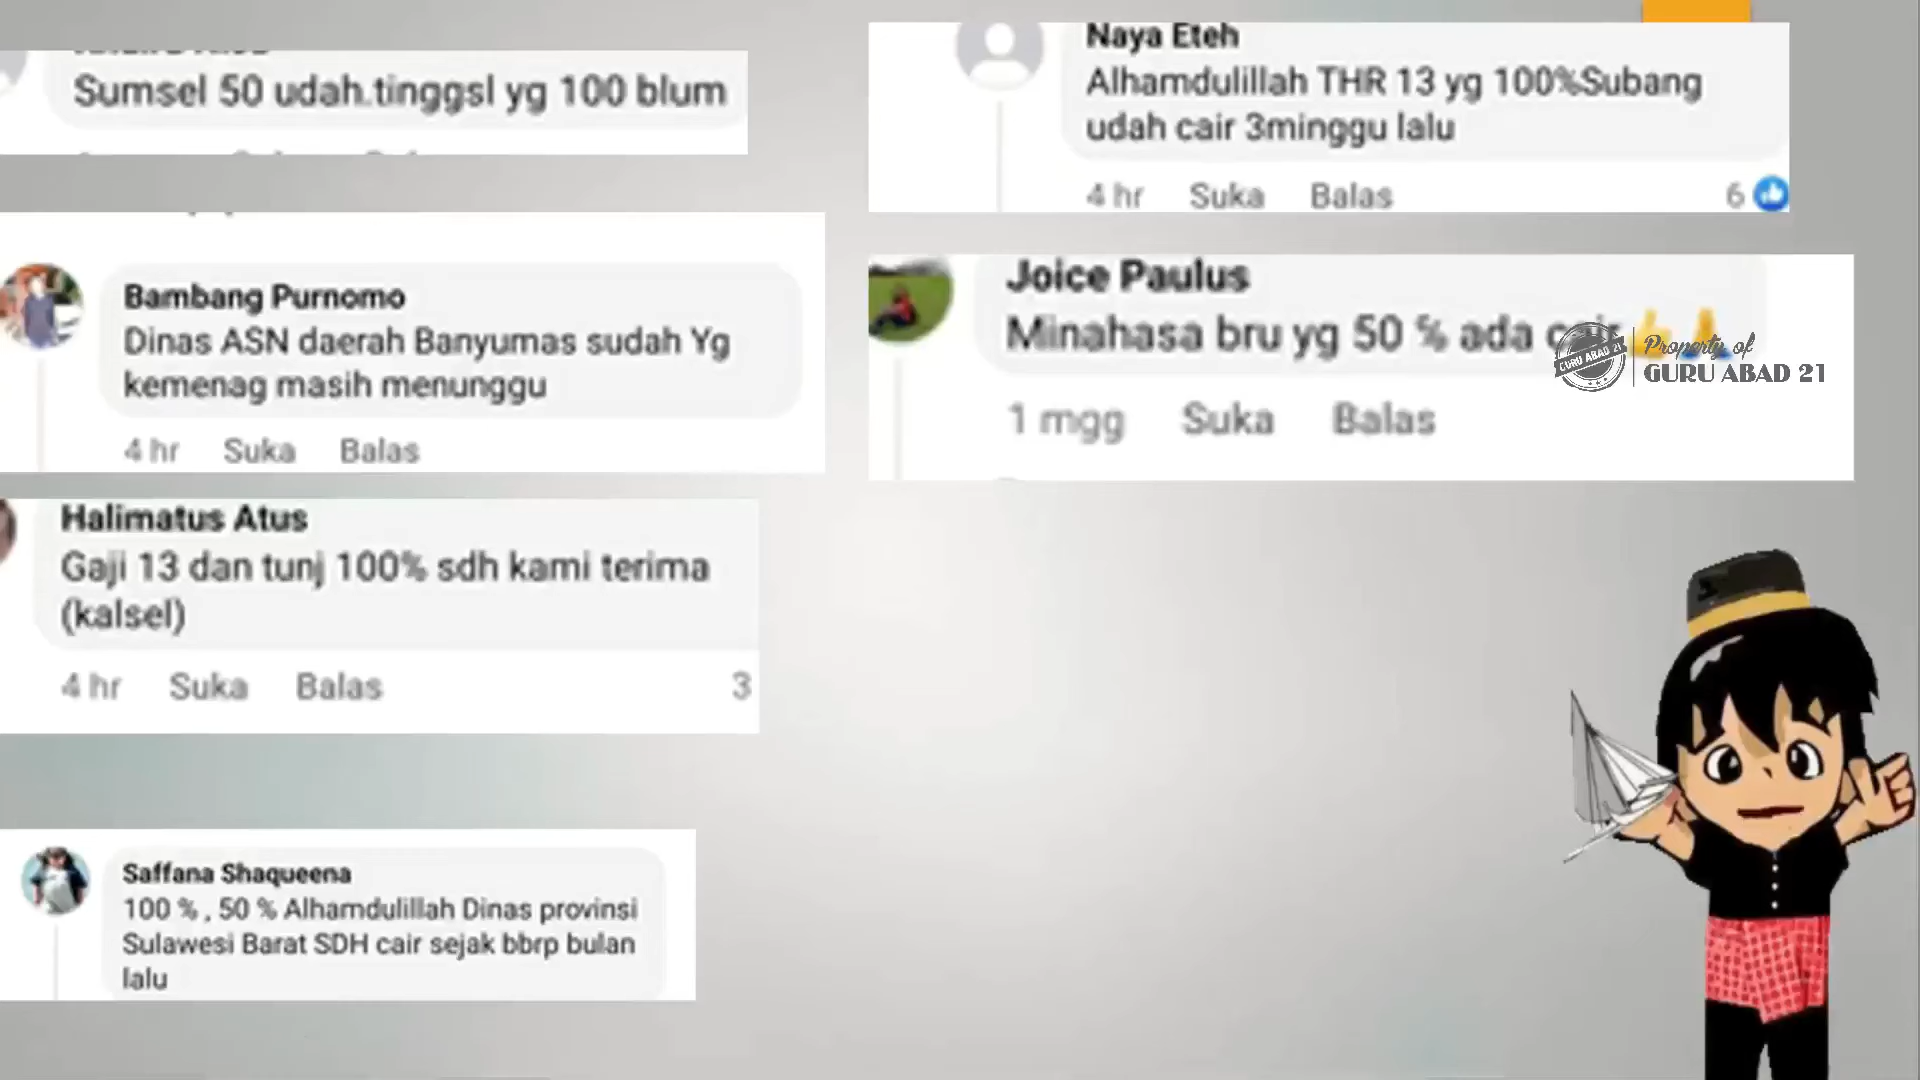 Sumsel 50 udah.tinggsl yg 100 blum
Bambang Purnomo
Dinas ASN daerah Banyumas sudah Yg
kemenag masih menunggu
4 hr Suka Balas
Halimatus Atus
Gaji 13 dan tunj 100% sdh kami terima
(kalsel)
4 hr Suka Balas 3
Saffana Shaqueena
100 % , 50 % Alhamdulillah Dinas provinsi
Sulawesi Barat SDH cair sejak bbrp bulan
lalu
Naya Eteh
Alhamdulillah THR 13 yg 100%Subang
udah cair 3minggu lalu
4 hr Suka Balas 6
Joice Paulus
Minahasa bru yg 50 % ada cair
1 mgg Suka Balas
GURU ABAD 21
Property of
GURU ABAD 21